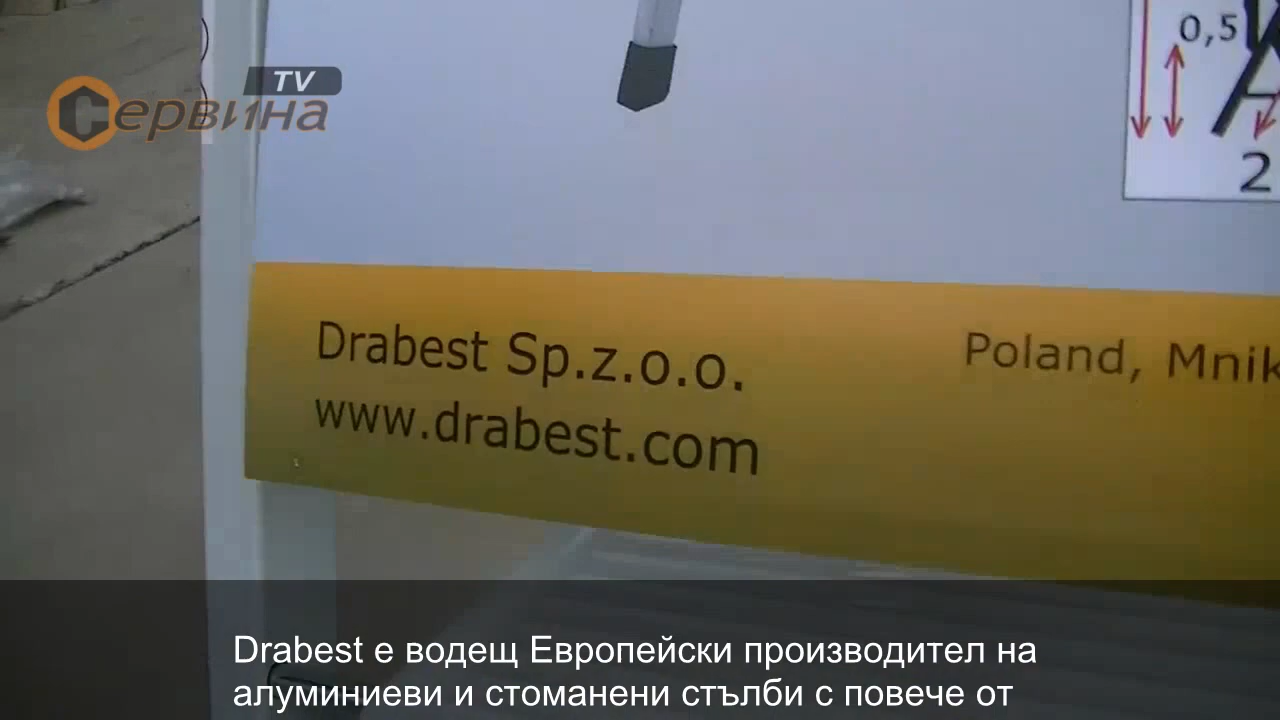 TV
Сервина
0,5
2
Drabest Sp.z.o.o.
www.drabest.com
Poland,
Drabest е водещ Европейски производител на
алуминиеви и стоманени стълби с повече от